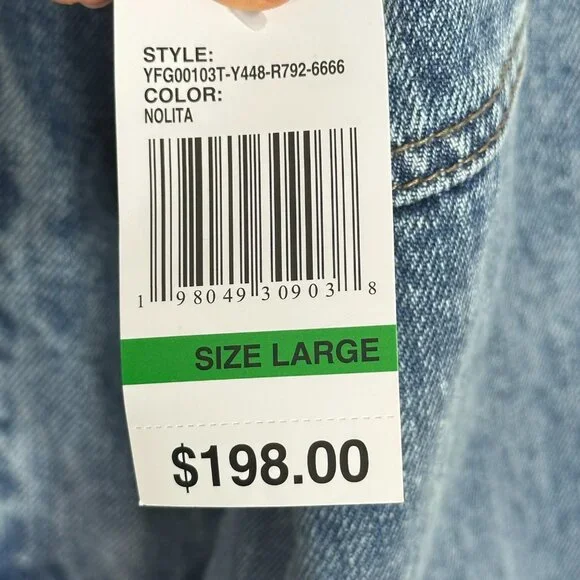 STYLE:
YFG00103T-Y448-R792-6666
COLOR:
NOLITA
1 98049 30903 8
SIZE LARGE
$198.00